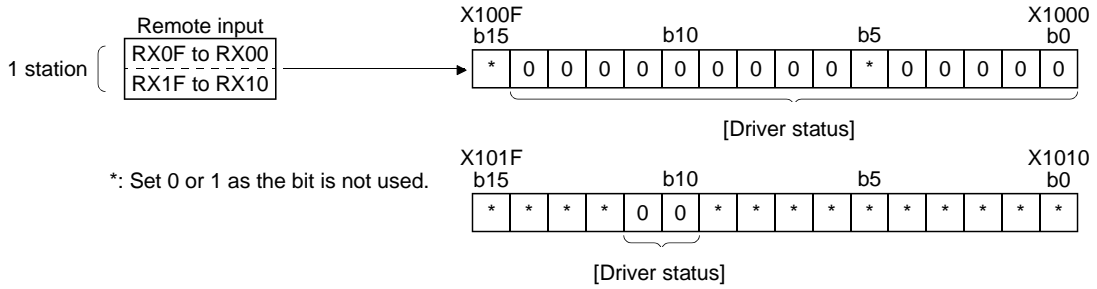 X100F X1000
Remote input
b15 b10 b5 b0
1 station
RX0F to RX00
RX1F to RX10
* 0 0 0 0 0 0 0 0 0 * 0 0 0 0 0
[Driver status]
X101F X1010
*: Set 0 or 1 as the bit is not used.
b15 b10 b5 b0
* * * * 0 0 * * * * * * * * * *
[Driver status]